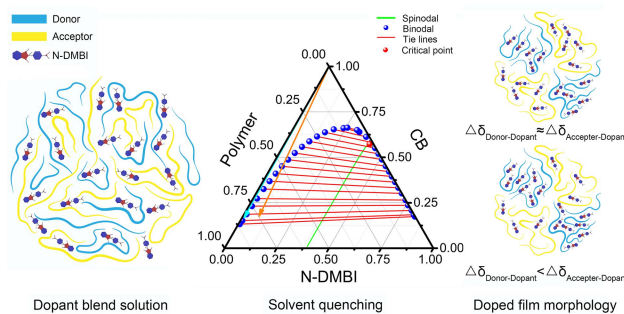 Donor
Acceptor
N-DMBI
Dopant blend solution
Spinodal
Binodal
Tie lines
Critical point
0.00
1.00
0.25
0.75
Polymer
CB
0.50
0.50
0.75
0.25
1.00
0.00
0.00
0.25
0.50
0.75
1.00
N-DMBI
Solvent quenching
△δDonor-Dopant ≈ △δAccepter-Dopant
△δDonor-Dopant < △δAccepter-Dopant
Doped film morphology